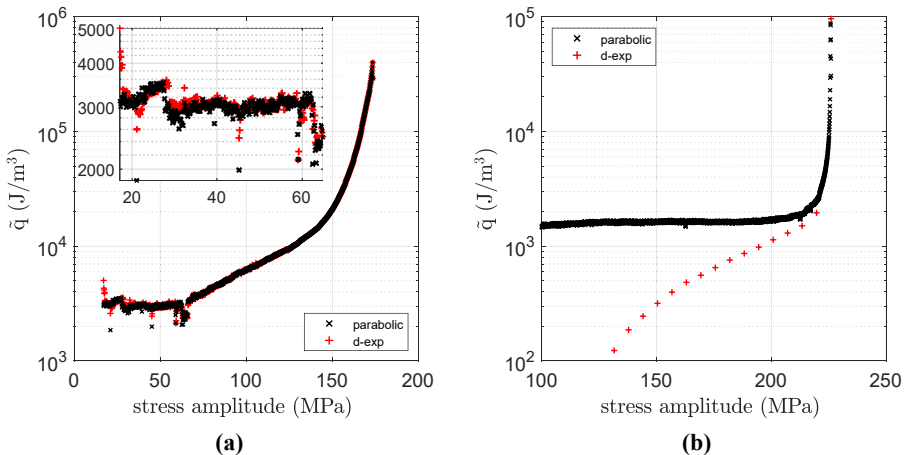 10^6
10^5
10^4
10^3
q̃ (J/m^3)
0 50 100 150 200
stress amplitude (MPa)
5000
4000
3000
2000
20 40 60
parabolic
d-exp
(a)
10^5
10^4
10^3
10^2
q̃ (J/m^3)
100 150 200 250
stress amplitude (MPa)
parabolic
d-exp
(b)